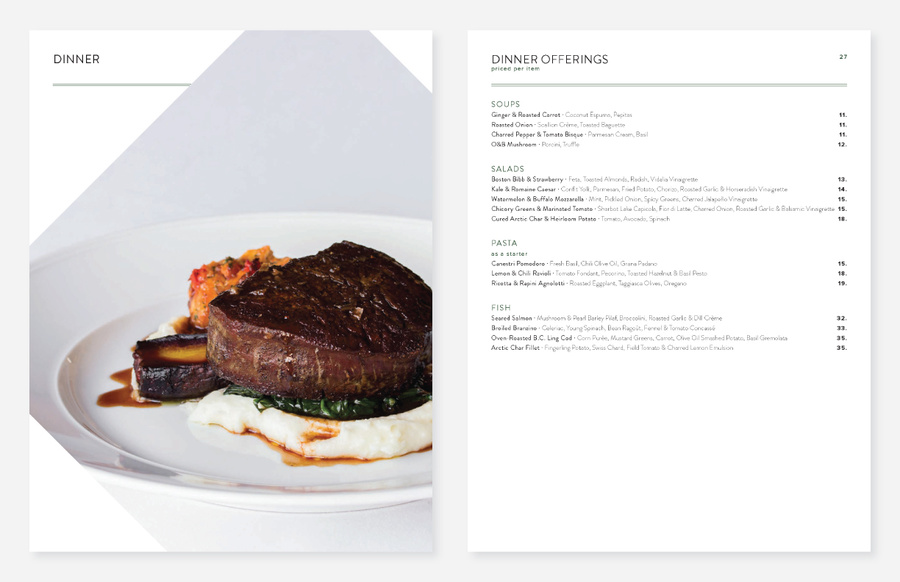 DINNER
DINNER OFFERINGS
27
priced per item
SOUPS
Ginger & Roasted Carrot - Coconut Espuma, Pepitas 11.
Roasted Onion - Scallion Crème, Toasted Baguette 11.
Charred Pepper & Tomato Bisque - Parmesan Cream, Basil 11.
O&B Mushroom - Porcini, Truffle 12.
SALADS
Boston Bibb & Strawberry - Feta, Toasted Almonds, Radish, Vidalia Vinaigrette 13.
Kale & Romaine Caesar - Confit Yolk, Parmesan, Fried Potato, Chorizo, Roasted Garlic & Horseradish Vinaigrette 14.
Watermelon & Buffalo Mozzarella - Mint, Pickled Onion, Spicy Greens, Charred Jalapeño Vinaigrette 15.
Chicory Greens & Marinated Tomato - Sherbot Lake Capicola, Fior di Latte, Charred Onion, Roasted Garlic & Balsamic Vinaigrette 15.
Cured Arctic Char & Heirloom Potato - Tomato, Avocado, Spinach 18.
PASTA
as a starter
Canestri Pomodoro - Fresh Basil, Chili Olive Oil, Grana Padano 15.
Lemon & Chili Ravioli - Tomato Fondant, Pecorino, Toasted Hazelnut & Basil Pesto 18.
Ricotta & Rapini Agnolotti - Roasted Eggplant, Taggiasca Olives, Oregano 19.
FISH
Seared Salmon - Mushroom & Pearl Barley Pilaf, Broccolini, Roasted Garlic & Dill Crème 32.
Broiled Branzino - Celeriac, Young Spinach, Bean Ragoût, Fennel & Tomato Concassé 33.
Oven-Roasted B.C. Ling Cod - Corn Purée, Mustard Greens, Carrot, Olive Oil Smashed Potato, Basil Gremolata 35.
Arctic Char Fillet - Fingerling Potato, Swiss Chard, Field Tomato & Charred Lemon Emulsion 35.